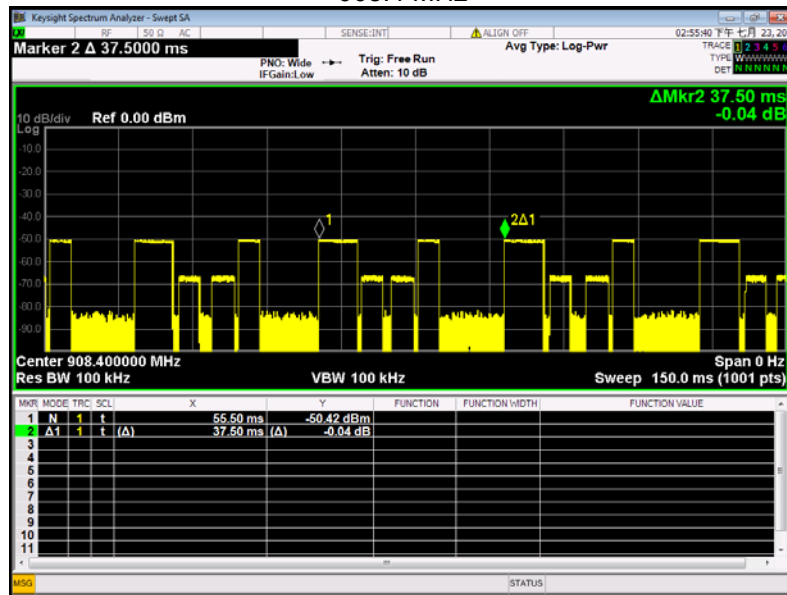 Keysight Spectrum Analyzer - Swept SA
RF 50 Ω AC SENSE:INT ALIGN OFF 02:55:40 下午 七月 23, 20
Marker 2 Δ 37.5000 ms
Avg Type: Log-Pwr
TRACE 1 2 3 4 5 6
PNO: Wide Trig: Free Run
TYPE WWWWWW
IFGain:Low Atten: 10 dB
DET N N N N N N
ΔMkr2 37.50 ms
-0.04 dB
10 dB/div Ref 0.00 dBm
Log
-10.0
-20.0
-30.0
-40.0
1
2Δ1
-50.0
-60.0
-70.0
-80.0
-90.0
Center 908.400000 MHz Span 0 Hz
Res BW 100 kHz VBW 100 kHz Sweep 150.0 ms (1001 pts)
MKR MODE TRC SCL X Y FUNCTION FUNCTION WIDTH FUNCTION VALUE
1 N 1 t 55.50 ms -50.42 dBm
2 Δ1 1 t (Δ) 37.50 ms (Δ) -0.04 dB
3
4
5
6
7
8
9
10
11
MSG STATUS